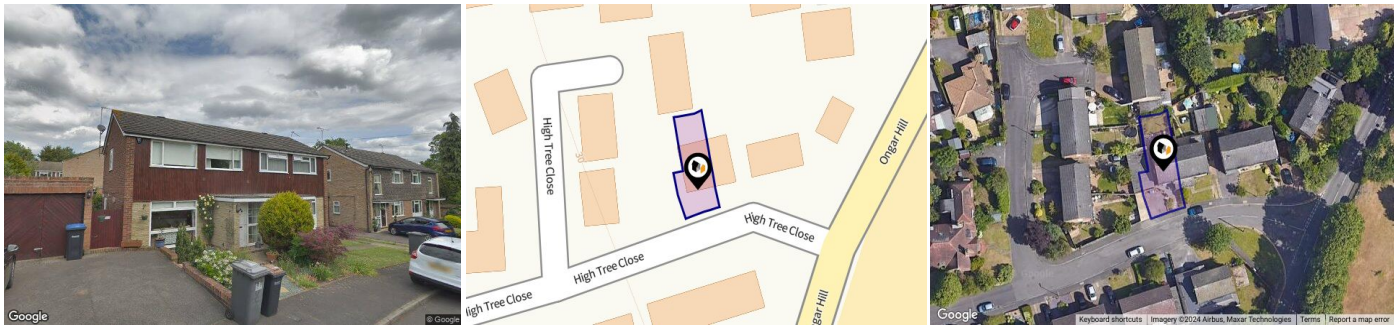 Google
© Google
High Tree Close
High Tree Close
High Tree Close
High Tree Close
Ongar Hill
Ongar Hill
Google
Keyboard shortcuts
Imagery ©2024 Airbus, Maxar Technologies
Terms
Report a map error